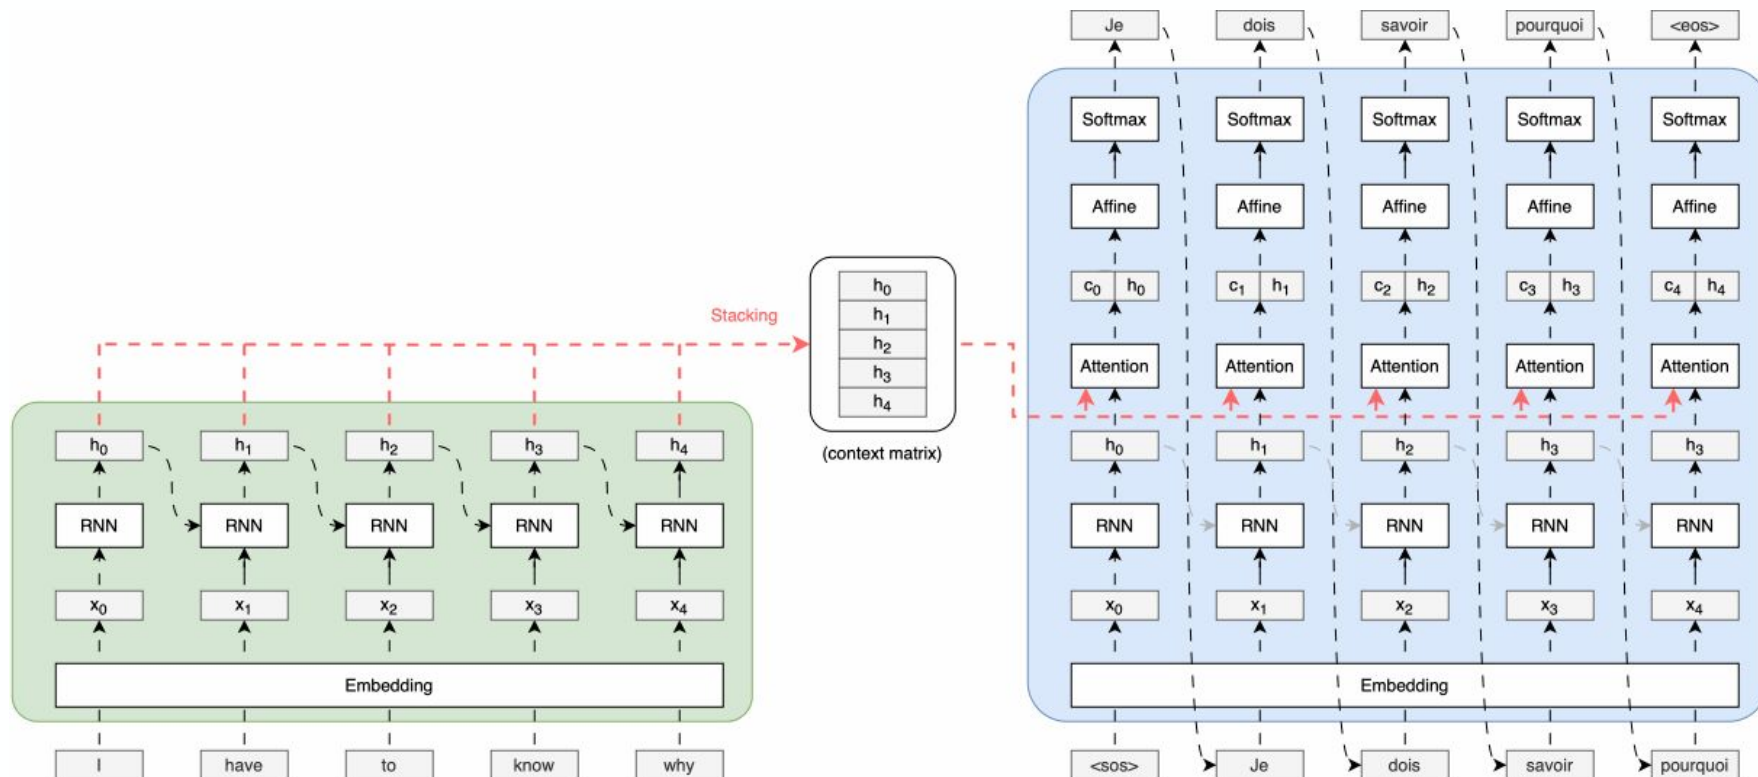 Je dois savoir pourquoi <eos>
Softmax Softmax Softmax Softmax Softmax
Affine Affine Affine Affine Affine
c₀ h₀ c₁ h₁ c₂ h₂ c₃ h₃ c₄ h₄
Attention Attention Attention Attention Attention
h₀ h₁ h₂ h₃ h₃
RNN RNN RNN RNN RNN
x₀ x₁ x₂ x₃ x₄
Embedding
<sos> Je dois savoir pourquoi
Stacking
h₀
h₁
h₂
h₃
h₄
(context matrix)
h₀ h₁ h₂ h₃ h₄
RNN RNN RNN RNN RNN
x₀ x₁ x₂ x₃ x₄
Embedding
I have to know why